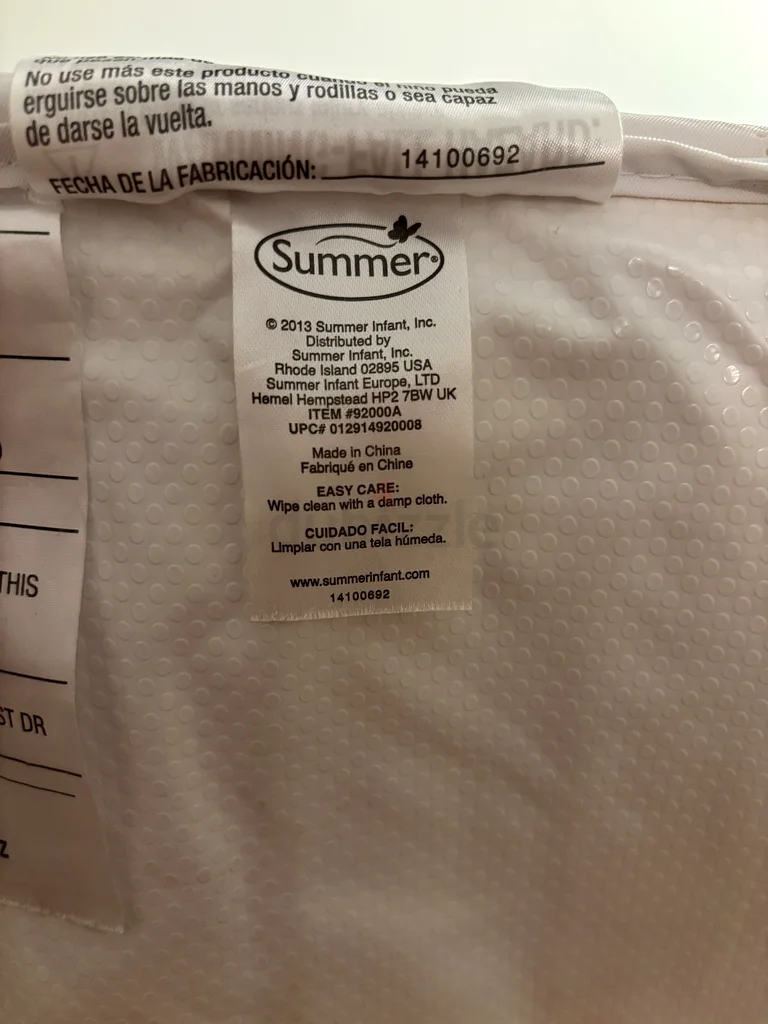 No use más este producto cuando el niño pueda
erguirse sobre las manos y rodillas o sea capaz
de darse la vuelta.
FECHA DE LA FABRICACIÓN: 14100692
Summer®
© 2013 Summer Infant, Inc.
Distributed by
Summer Infant, Inc.
Rhode Island 02895 USA
Summer Infant Europe, LTD
Hemel Hempstead HP2 7BW UK
ITEM #92000A
UPC# 012914920008
Made in China
Fabriqué en Chine
EASY CARE:
Wipe clean with a damp cloth.
CUIDADO FACIL:
Limpiar con una tela húmeda.
www.summerinfant.com
14100692
THIS
ST DR
z